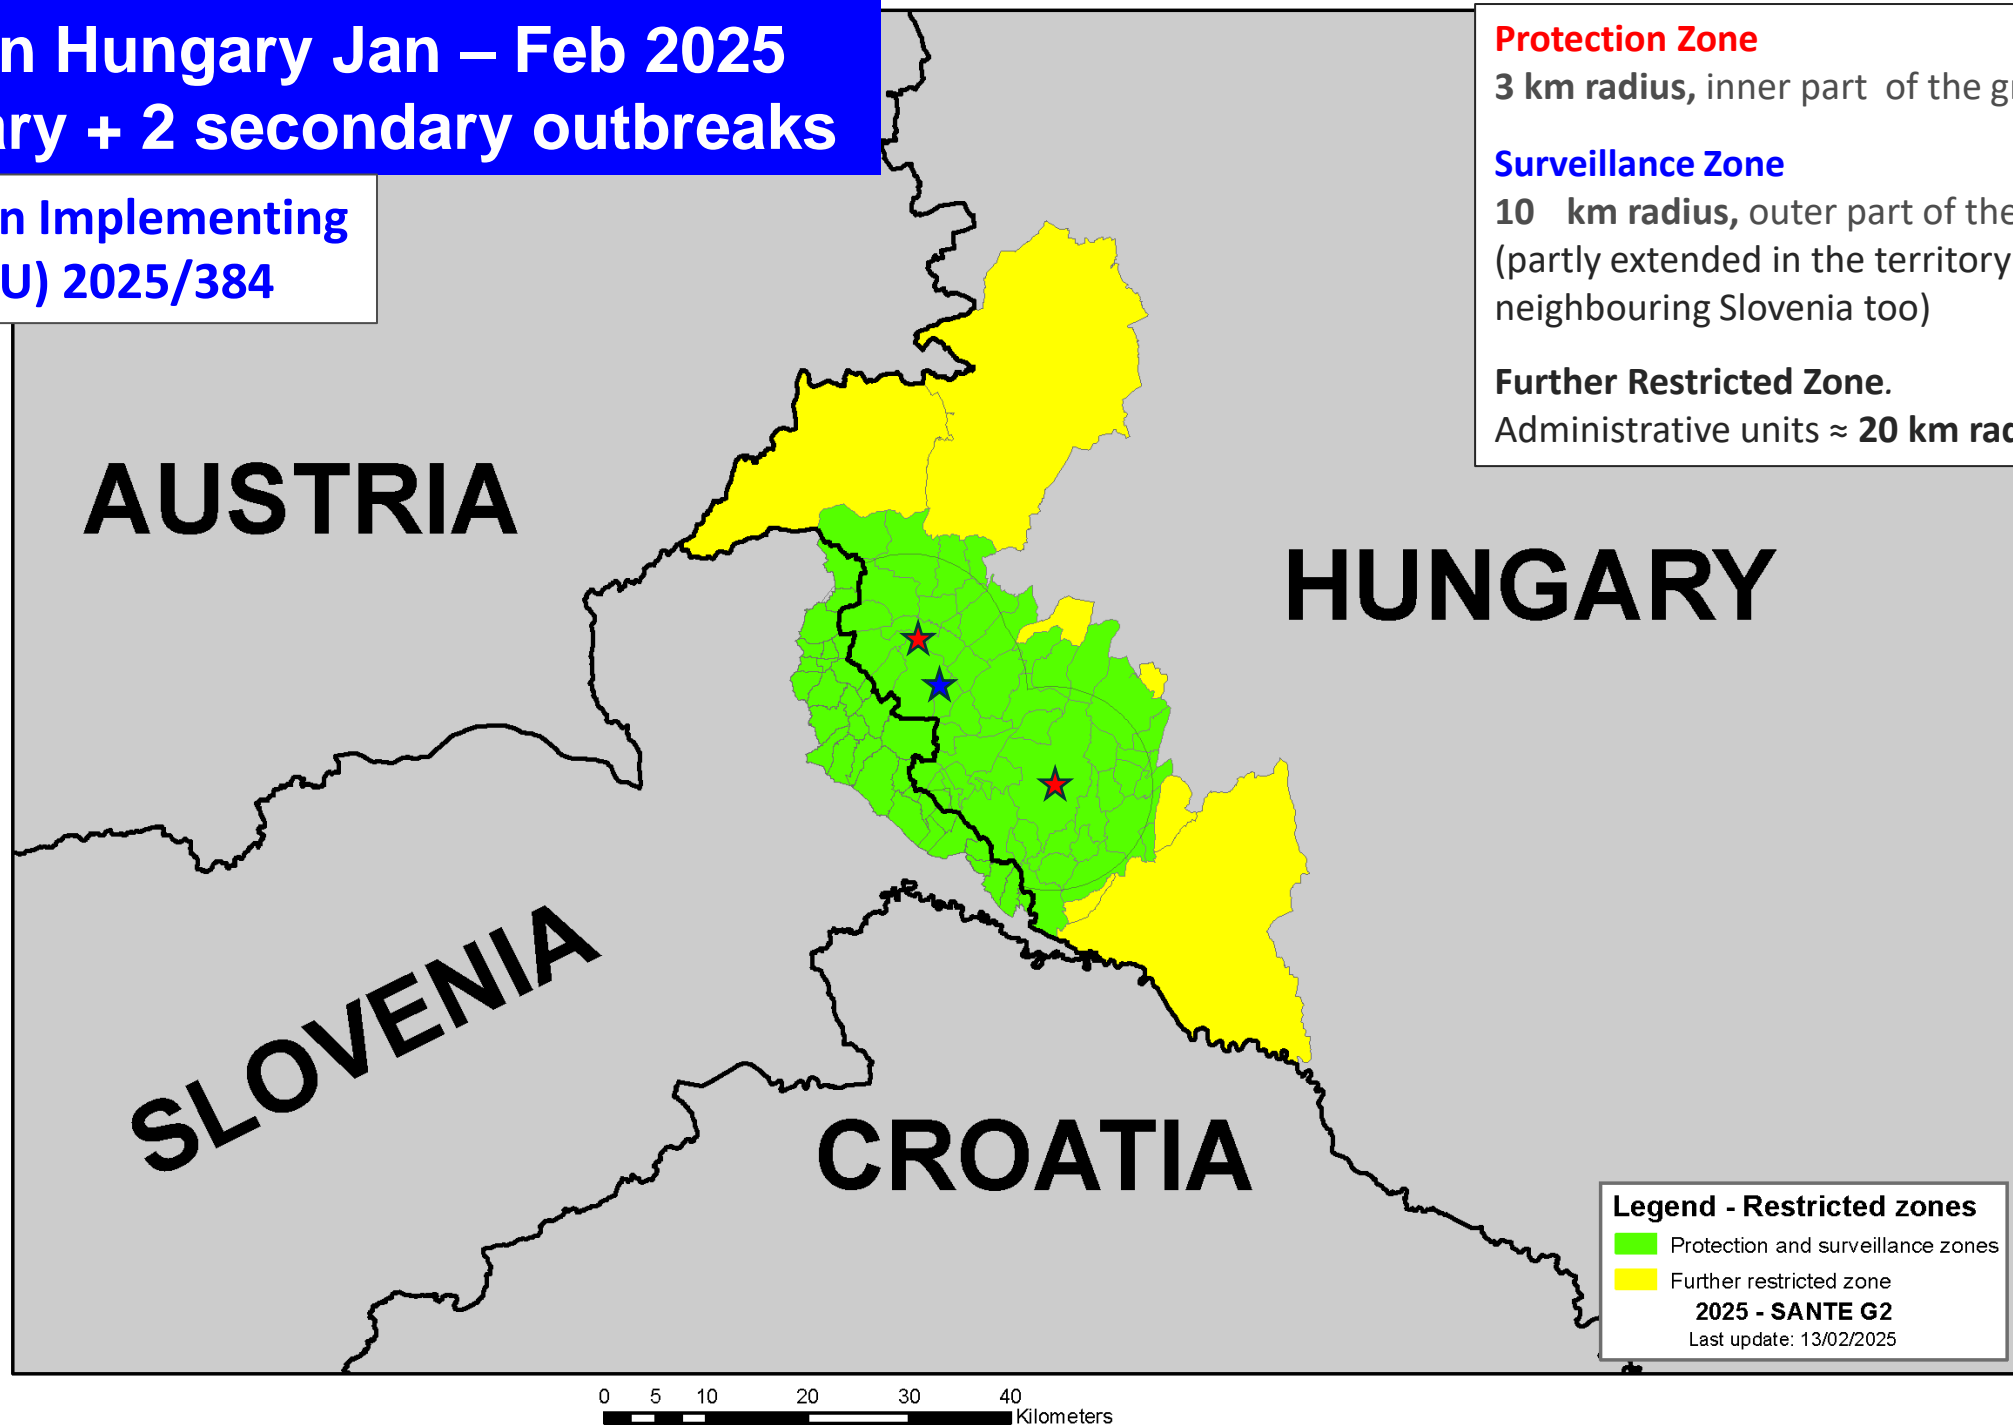 n Hungary Jan – Feb 2025
ary + 2 secondary outbreaks
n Implementing
U) 2025/384
Protection Zone
3 km radius, inner part of the g
Surveillance Zone
10 km radius, outer part of the
(partly extended in the territory
neighbouring Slovenia too)
Further Restricted Zone.
Administrative units ≈ 20 km rad
AUSTRIA
HUNGARY
SLOVENIA
CROATIA
Legend - Restricted zones
Protection and surveillance zones
Further restricted zone
2025 - SANTE G2
Last update: 13/02/2025
0 5 10 20 30 40
Kilometers